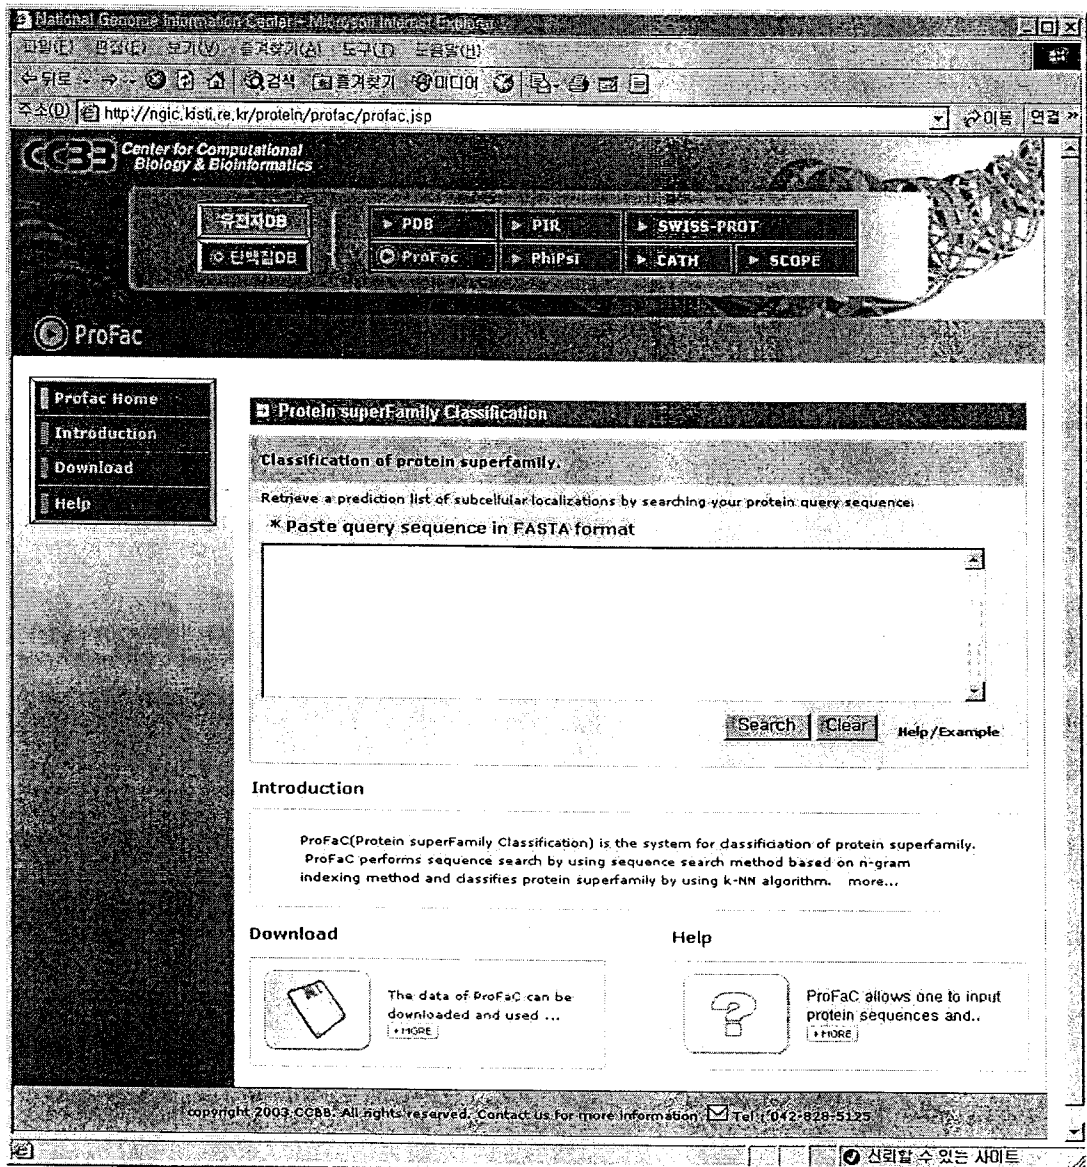 National Genome Information Center - Microsoft Internet Explorer
파일(F) 편집(E) 보기(V) 즐겨찾기(A) 도구(T) 도움말(H)
뒤로 검색 즐겨찾기 미디어
주소(D) http://ngic.kisti.re.kr/protein/profac/profac.jsp 이동 연결 »
CCBB Center for Computational
Biology & Bioinformatics
유전자DB PDB PIR SWISS-PROT
단백질DB ProFac PhiPsi CATH SCOPE
ProFac
Profac Home
Introduction
Download
Help
Protein superFamily Classification
Classification of protein superfamily.
Retrieve a prediction list of subcellular localizations by searching your protein query sequence.
* Paste query sequence in FASTA format
Search Clear Help/Example
Introduction
ProFaC(Protein superFamily Classification) is the system for classificiation of protein superfamily.
ProFaC performs sequence search by using sequence search method based on n-gram
indexing method and classifies protein superfamily by using k-NN algorithm. more...
Download
The data of ProFaC can be
downloaded and used ...
+MORE
Help
ProFaC allows one to input
protein sequences and..
+MORE
copyright 2003 CCBB. All rights reserved. Contact us for more information Tel : 042-828-5125
신뢰할 수 있는 사이트